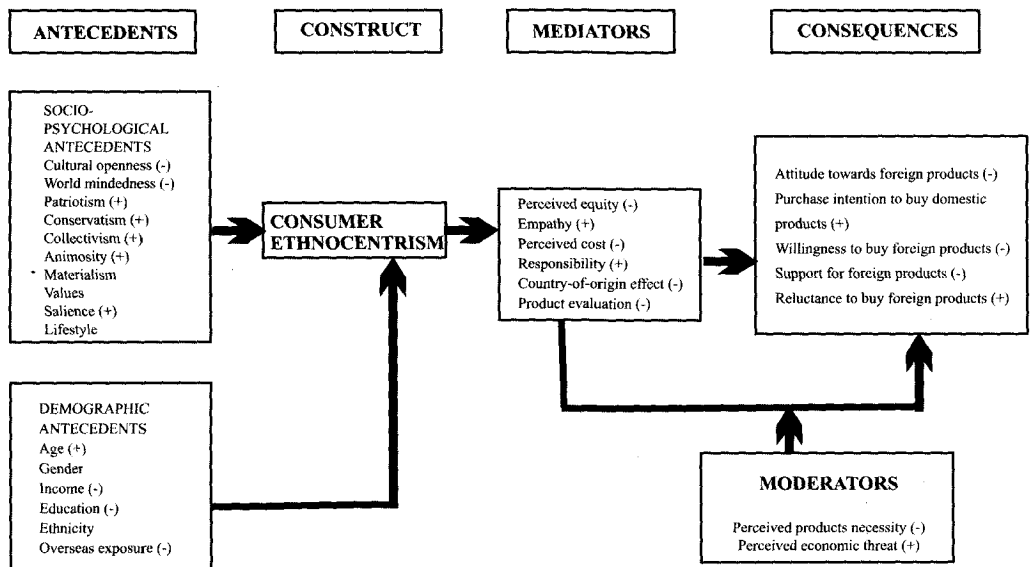 ANTECEDENTS
CONSTRUCT
MEDIATORS
CONSEQUENCES
SOCIO-
PSYCHOLOGICAL
ANTECEDENTS
Cultural openness (-)
World mindedness (-)
Patriotism (+)
Conservatism (+)
Collectivism (+)
Animosity (+)
Materialism
Values
Salience (+)
Lifestyle
DEMOGRAPHIC
ANTECEDENTS
Age (+)
Gender
Income (-)
Education (-)
Ethnicity
Overseas exposure (-)
CONSUMER
ETHNOCENTRISM
Perceived equity (-)
Empathy (+)
Perceived cost (-)
Responsibility (+)
Country-of-origin effect (-)
Product evaluation (-)
Attitude towards foreign products (-)
Purchase intention to buy domestic
products (+)
Willingness to buy foreign products (-)
Support for foreign products (-)
Reluctance to buy foreign products (+)
MODERATORS
Perceived products necessity (-)
Perceived economic threat (+)